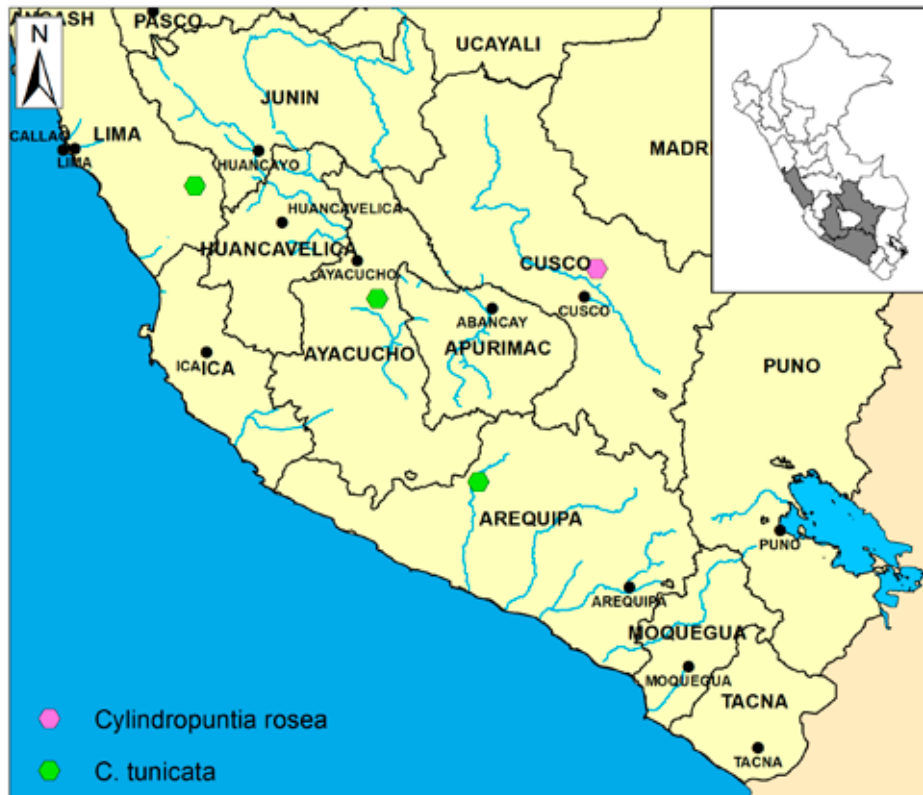 ANCASH
PASCO
N
UCAYALI
JUNIN
CALLAO
LIMA
LIMA
HUANCAYO
MADR
HUANCAVELICA
HUANCAVELICA
CUSCO
AYACUCHO
CUSCO
ABANCAY
AYACUCHO
APURIMAC
ICA
ICA
PUNO
AREQUIPA
PUNO
AREQUIPA
MOQUEGUA
MOQUEGUA
TACNA
TACNA
Cylindropuntia rosea
C. tunicata